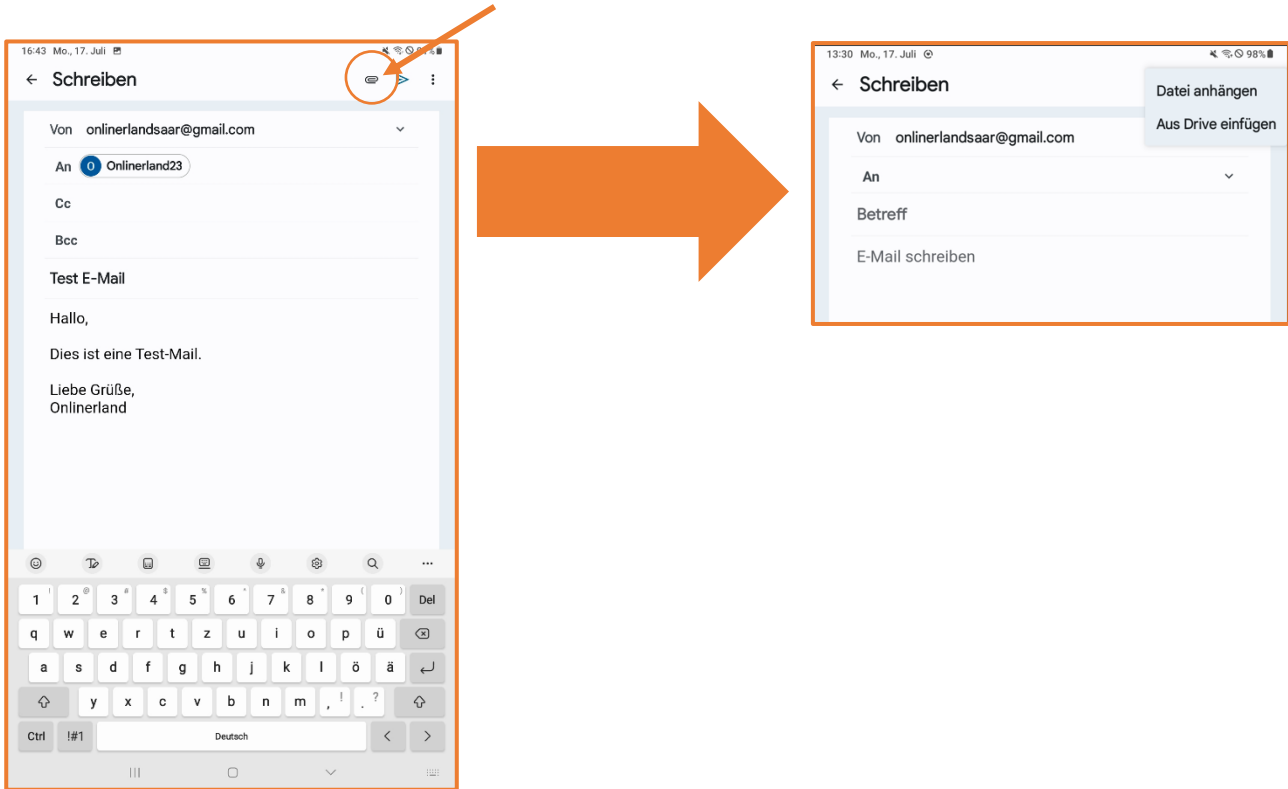 16:43 Mo., 17. Juli
Schreiben
Von onlinerlandsaar@gmail.com
An O Onlinerland23
Cc
Bcc
Test E-Mail
Hallo,
Dies ist eine Test-Mail.
Liebe Grüße,
Onlinerland
1 ! 2 @ 3 # 4 $ 5 % 6 ^ 7 & 8 * 9 ( 0 ) Del
q w e r t z u i o p ü
a s d f g h j k l ö ä
y x c v b n m , ! . ?
Ctrl !#1 Deutsch < >
13:30 Mo., 17. Juli 98%
Schreiben
Datei anhängen
Aus Drive einfügen
Von onlinerlandsaar@gmail.com
An
Betreff
E-Mail schreiben